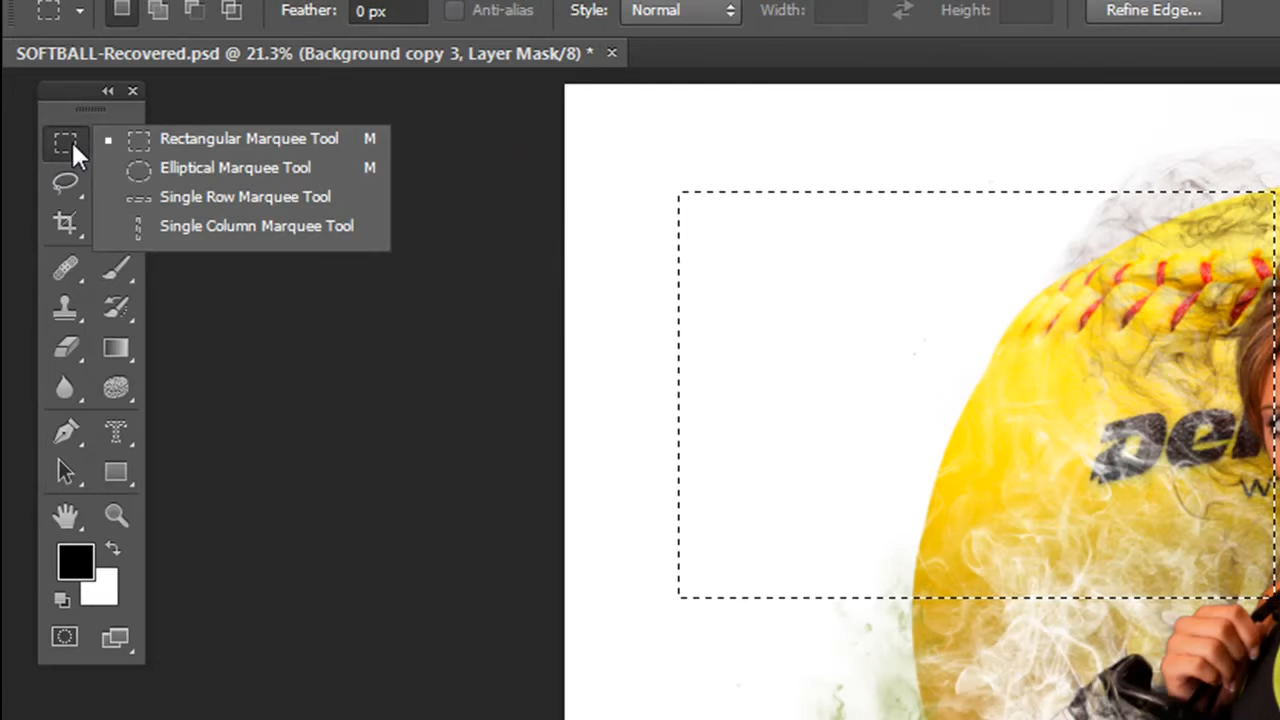 Feather: 0 px Anti-alias Style: Normal Width: Height: Refine Edge...
SOFTBALL-Recovered.psd @ 21.3% (Background copy 3, Layer Mask/8) * ×
Rectangular Marquee Tool M
Elliptical Marquee Tool M
Single Row Marquee Tool
Single Column Marquee Tool